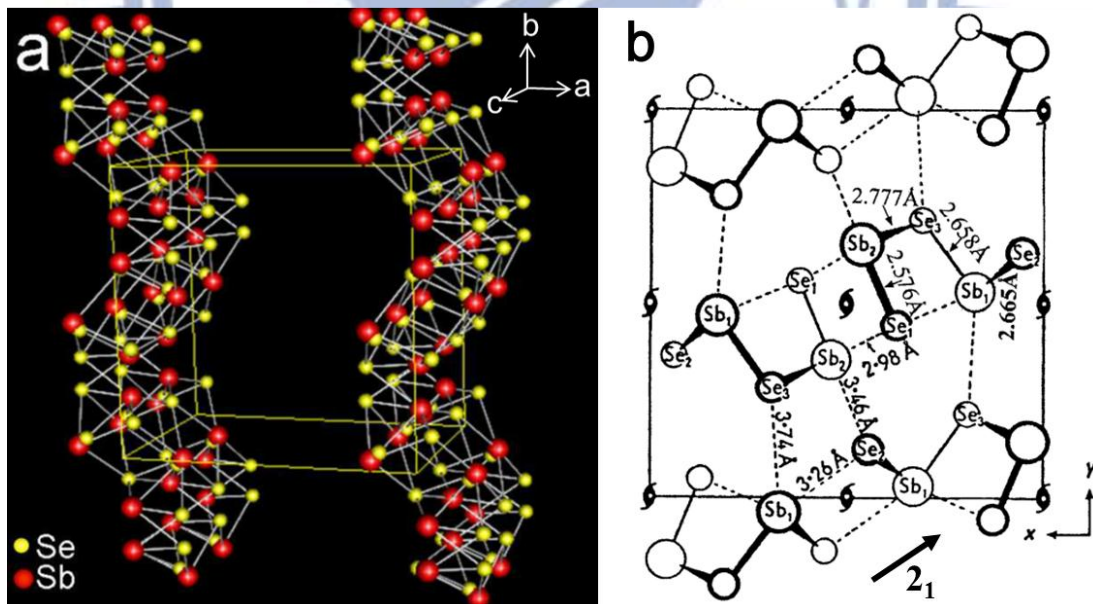 a
b
a
c
Se
Sb
b
2.777Å
Se3
2.658Å
Sb2
Se2
Se1
2.576Å
Sb1
2.665Å
Sb1
Se1
Sb2
2·98 Å
Se2
Se3
3·46Å
Se3
3·74Å
Se2
3·26Å
Sb1
Sb1
x
y
2₁